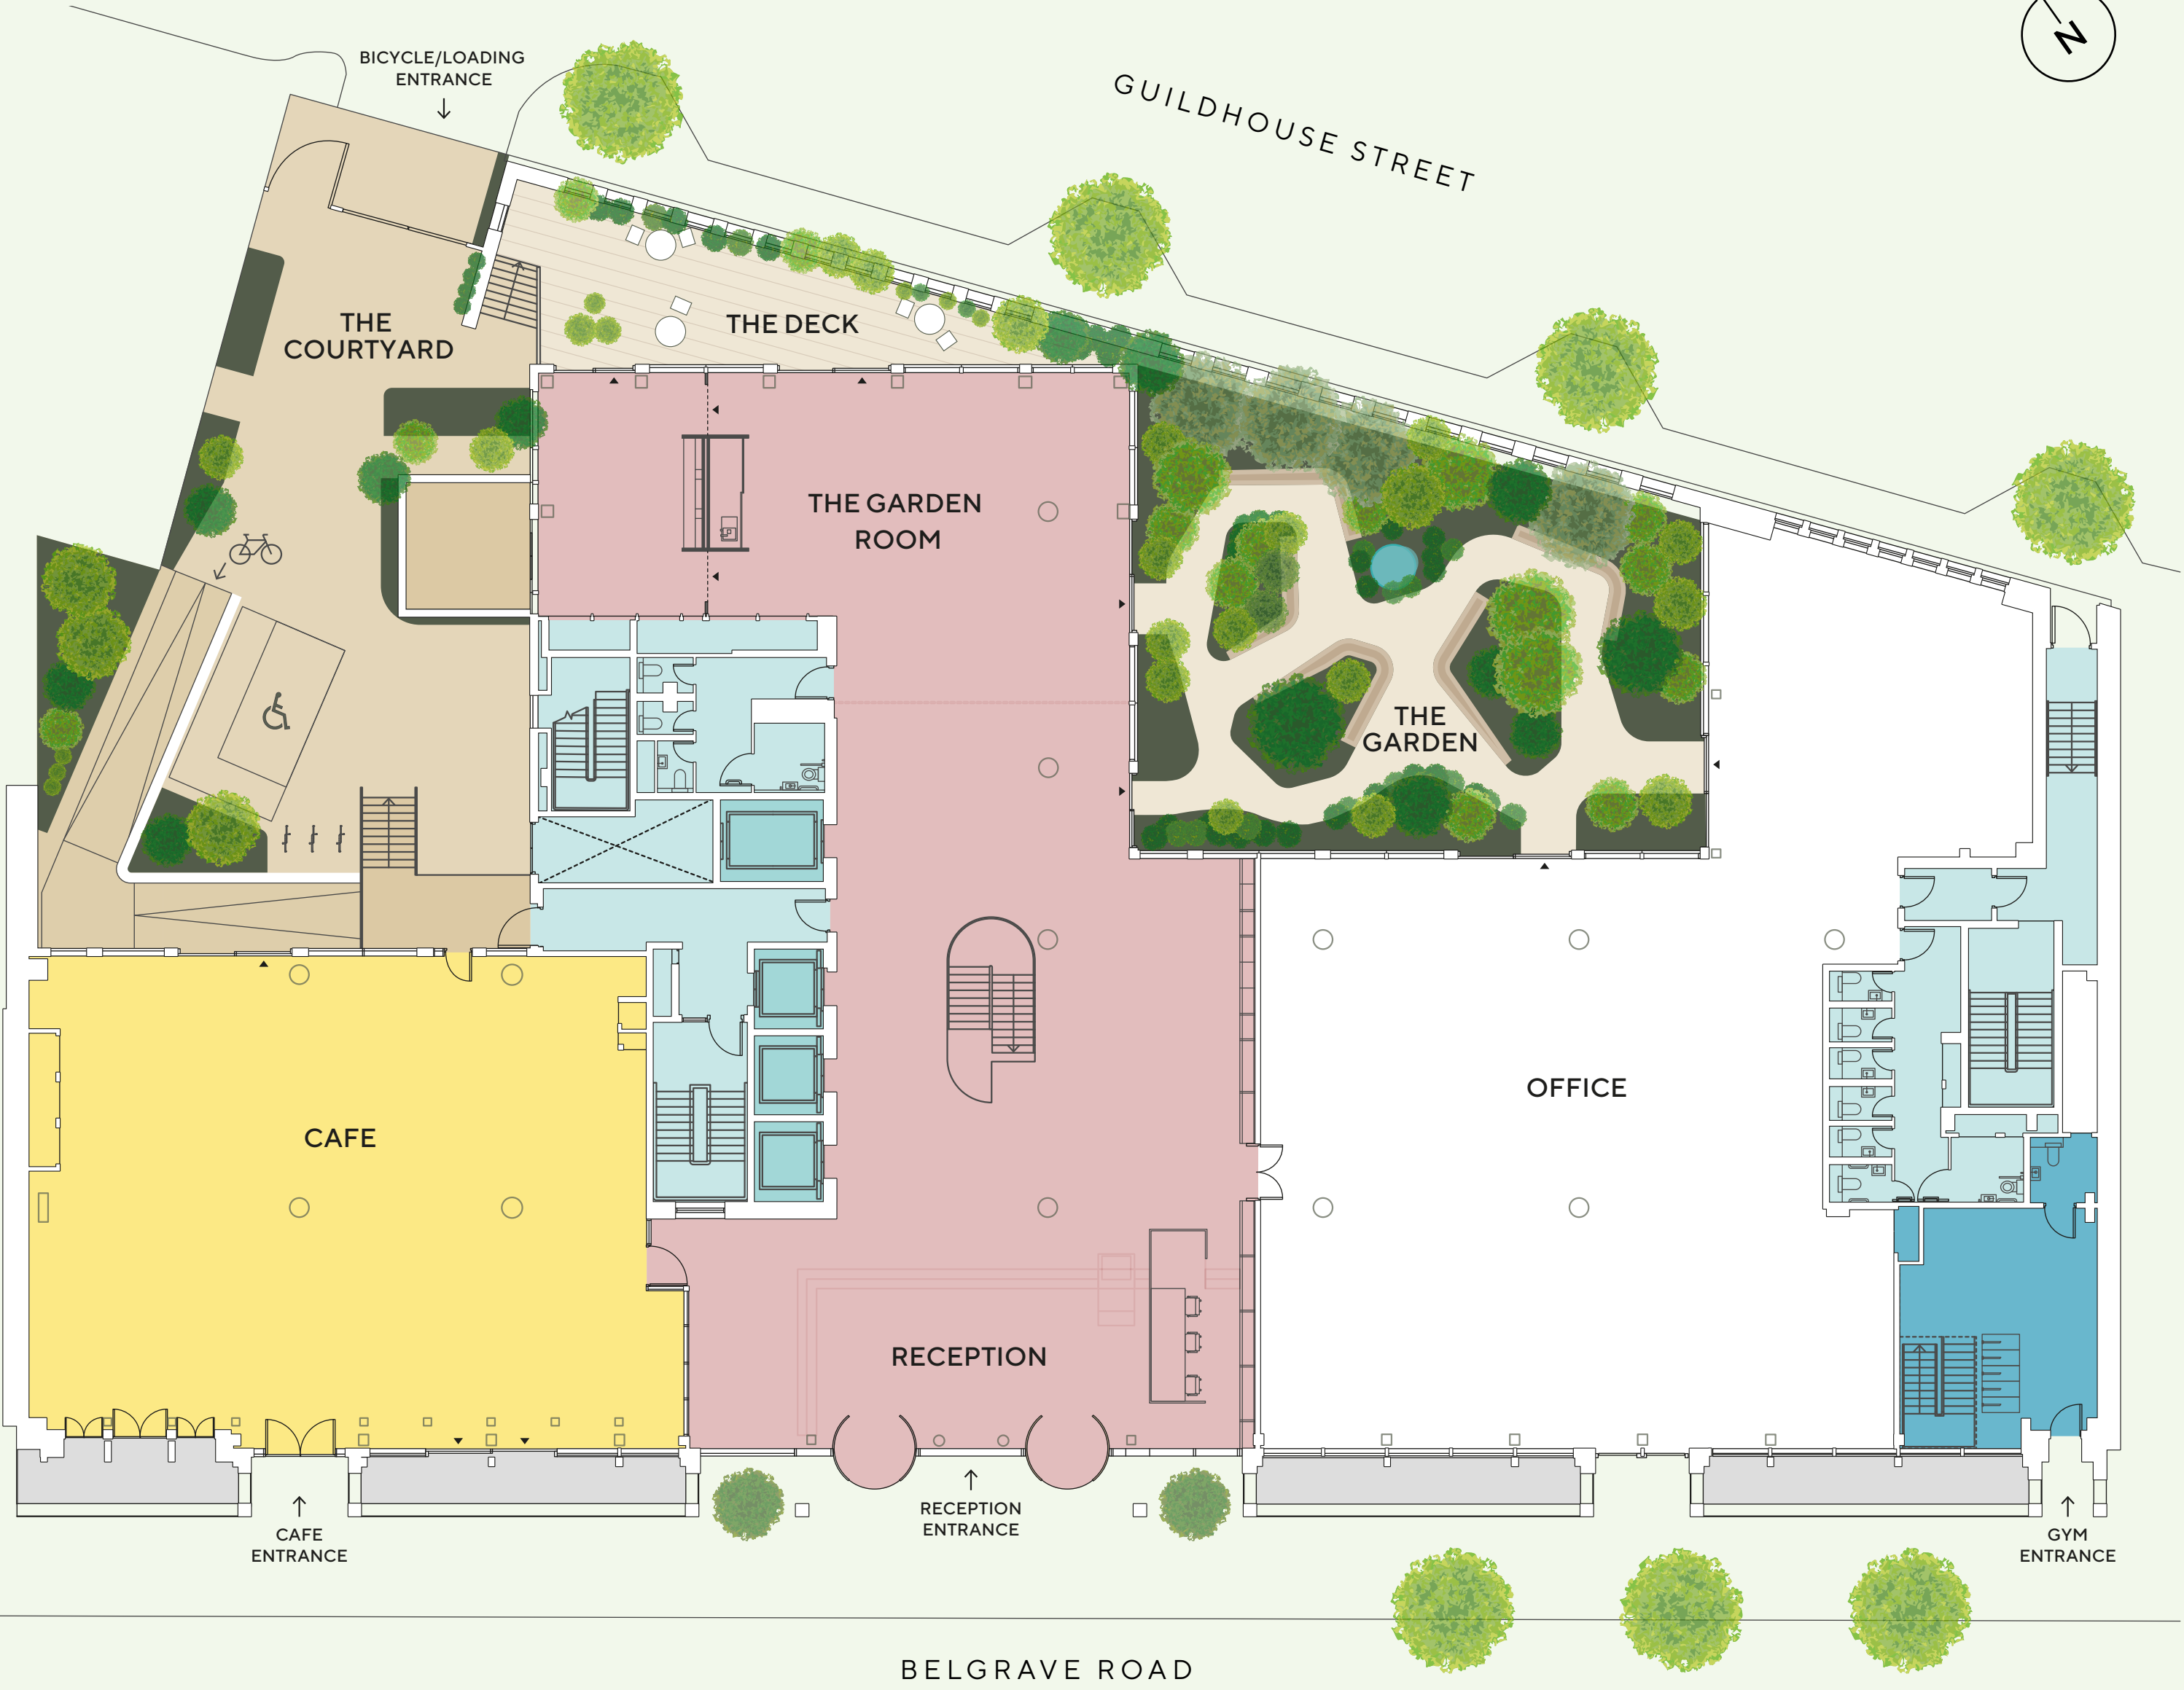 BICYCLE/LOADING
ENTRANCE
N
GUILDHOUSE STREET
THE
COURTYARD
THE DECK
THE GARDEN
ROOM
THE
GARDEN
OFFICE
CAFE
RECEPTION
CAFE
ENTRANCE
RECEPTION
ENTRANCE
GYM
ENTRANCE
BELGRAVE ROAD